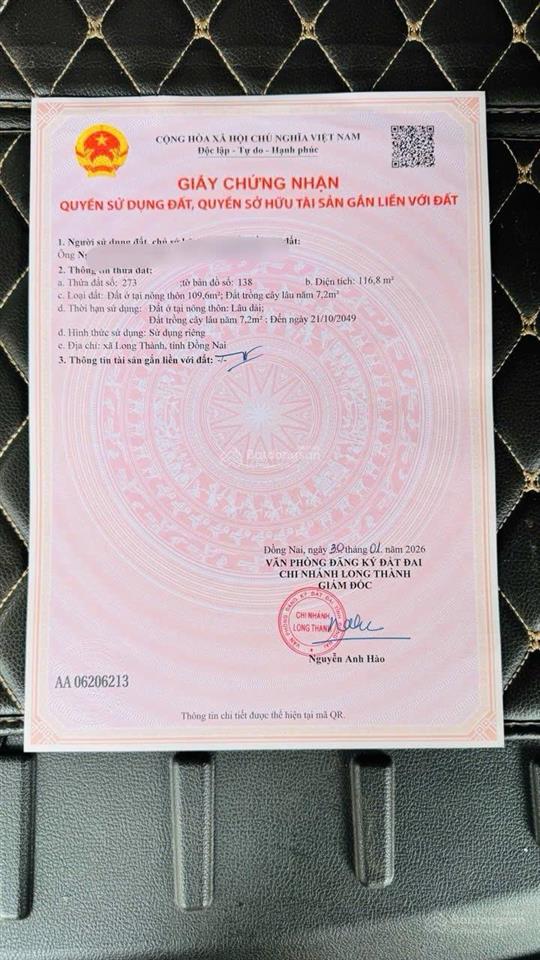 CỘNG HÒA XÃ HỘI CHỦ NGHĨA VIỆT NAM
Độc lập - Tự do - Hạnh phúc
GIẤY CHỨNG NHẬN
QUYỀN SỬ DỤNG ĐẤT, QUYỀN SỞ HỮU TÀI SẢN GẮN LIỀN VỚI ĐẤT
1. Người sử dụng đất, chủ sở đất:
Ông
2. Thông tin thửa đất:
a. Thửa đất số: 273 ;tờ bản đồ số: 138 b. Diện tích: 116,8 m²
c. Loại đất: Đất ở tại nông thôn 109,6m²; Đất trồng cây lâu năm 7,2m²
d. Thời hạn sử dụng: Đất ở tại nông thôn: Lâu dài;
Đất trồng cây lâu năm 7,2m² ; Đến ngày 21/10/2049
đ. Hình thức sử dụng: Sử dụng riêng
e. Địa chỉ: xã Long Thành, tỉnh Đồng Nai
3. Thông tin tài sản gắn liền với đất: -/-
Batdongsan
Đồng Nai, ngày 30 tháng 01 năm 2026
VĂN PHÒNG ĐĂNG KÝ ĐẤT ĐAI
CHI NHÁNH LONG THÀNH
GIÁM ĐỐC
CHI NHÁNH
LONG THÀNH
Nguyễn Anh Hào
AA 06206213
Thông tin chi tiết được thể hiện tại mã QR.
Batdongsan